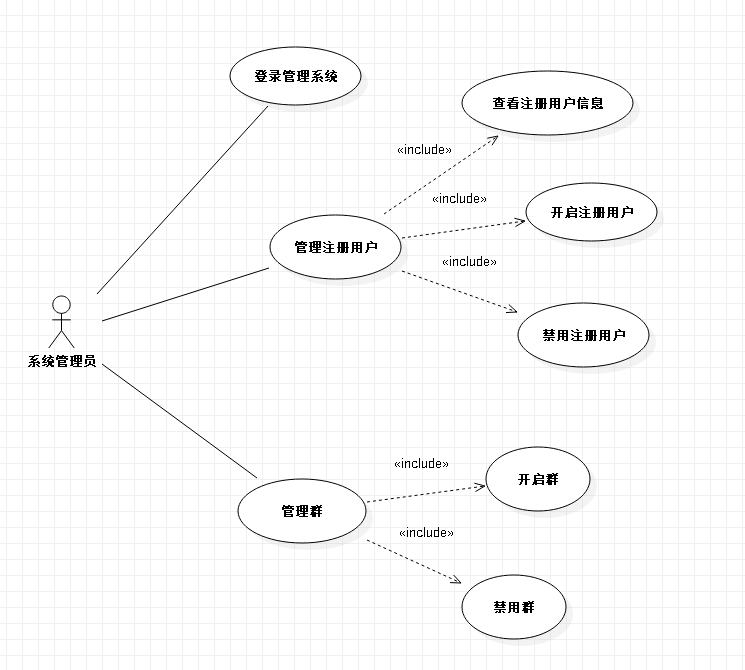 登录管理系统
查看注册用户信息
«include»
«include»
开启注册用户
管理注册用户
«include»
禁用注册用户
系统管理员
«include»
开启群
管理群
«include»
禁用群